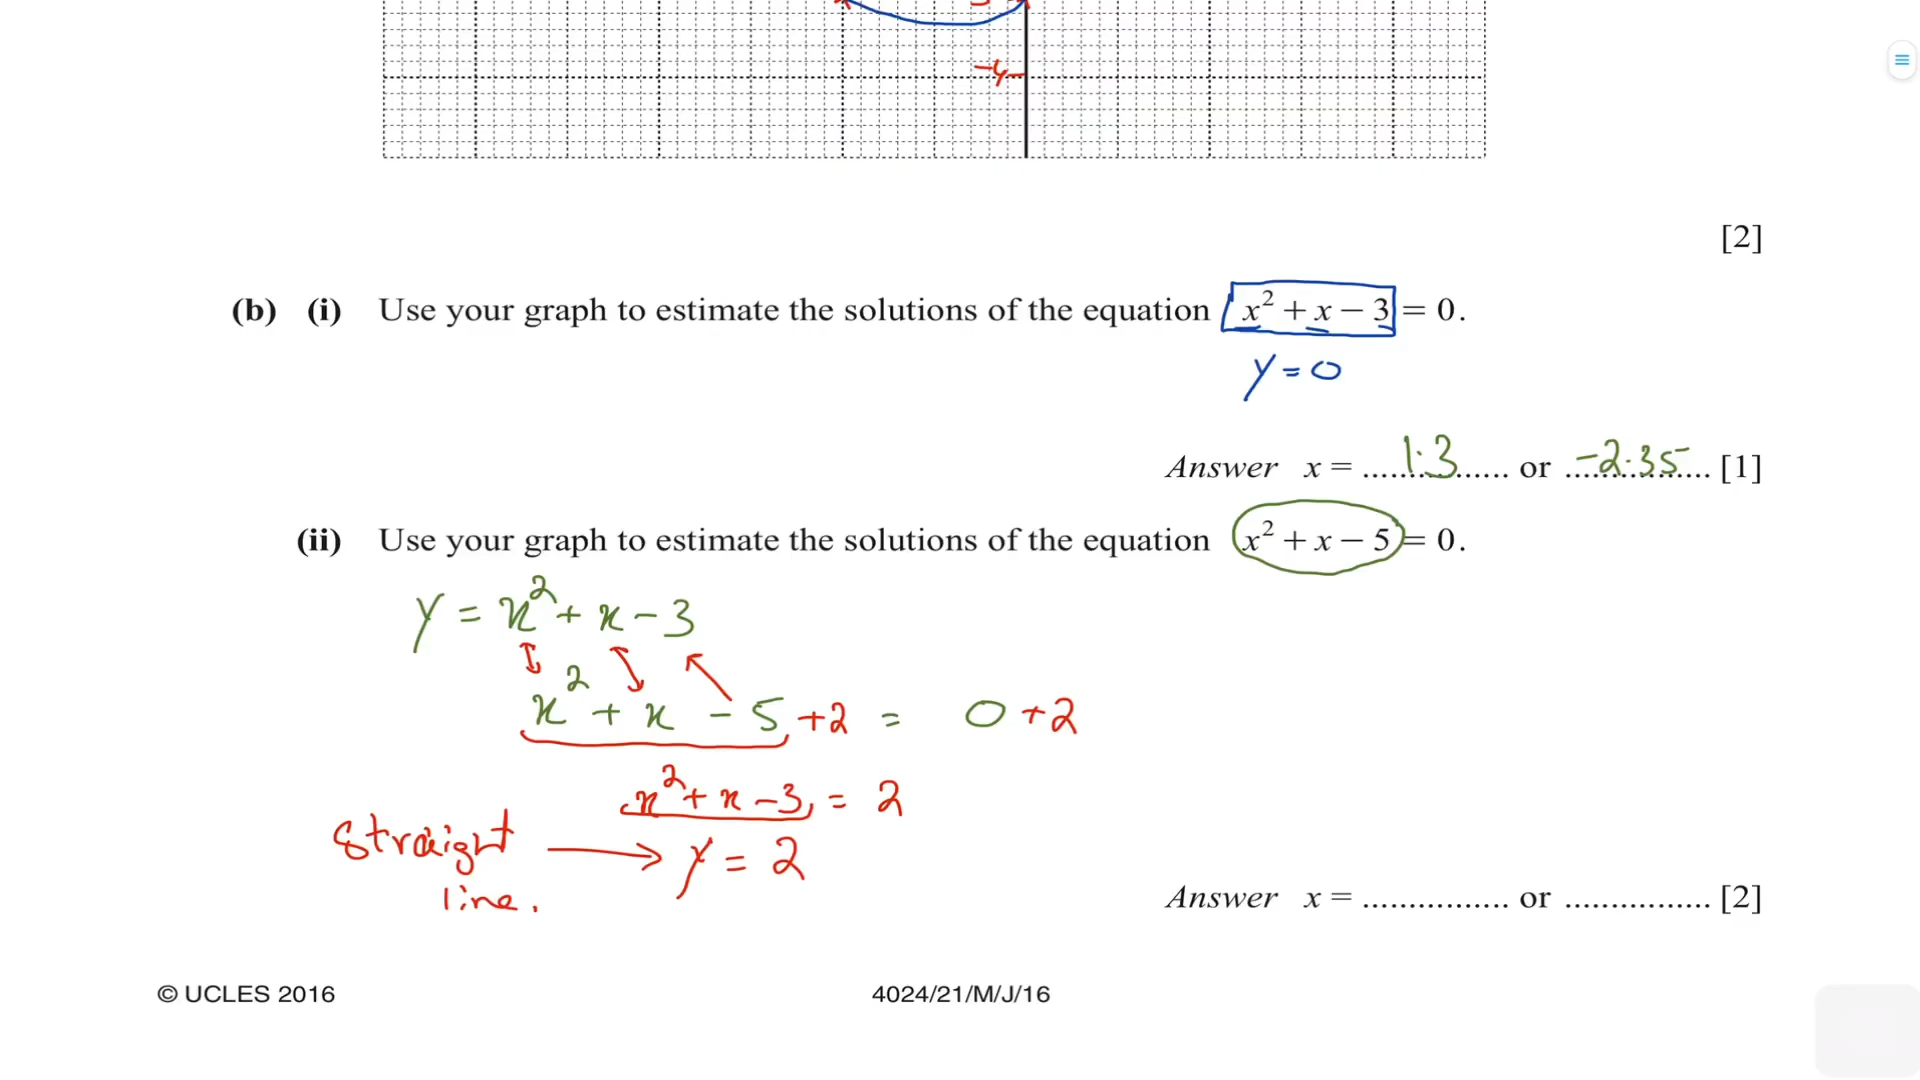 -4
[2]
(b) (i) Use your graph to estimate the solutions of the equation x² + x − 3 = 0.
y = 0
Answer x = ................ or ................ [1]
1.3 -2.35
(ii) Use your graph to estimate the solutions of the equation x² + x − 5 = 0.
y = x² + x - 3
x² + x - 5 + 2 = 0 + 2
x² + x - 3 = 2
straight
y = 2
line.
Answer x = ................ or ................ [2]
© UCLES 2016 4024/21/M/J/16